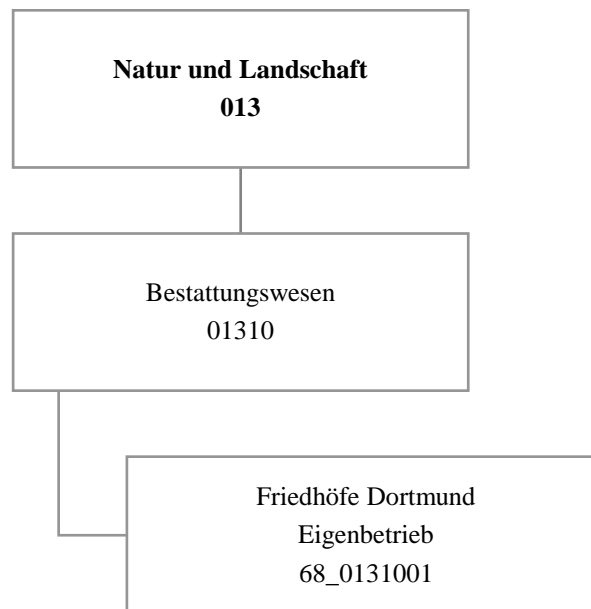 Natur und Landschaft
013
Bestattungswesen
01310
Friedhöfe Dortmund
Eigenbetrieb
68_0131001